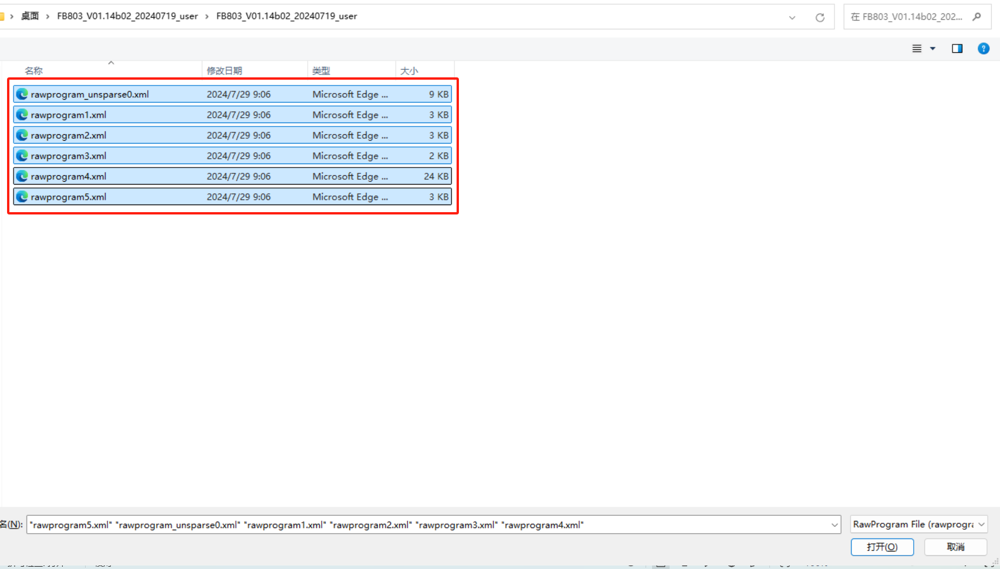 桌面 › FB803_V01.14b02_20240719_user › FB803_V01.14b02_20240719_user
在 FB803_V01.14b02_202...
名称 修改日期 类型 大小
rawprogram_unsparse0.xml 2024/7/29 9:06 Microsoft Edge ... 9 KB
rawprogram1.xml 2024/7/29 9:06 Microsoft Edge ... 3 KB
rawprogram2.xml 2024/7/29 9:06 Microsoft Edge ... 3 KB
rawprogram3.xml 2024/7/29 9:06 Microsoft Edge ... 2 KB
rawprogram4.xml 2024/7/29 9:06 Microsoft Edge ... 24 KB
rawprogram5.xml 2024/7/29 9:06 Microsoft Edge ... 3 KB
名(N): "rawprogram5.xml" "rawprogram_unsparse0.xml" "rawprogram1.xml" "rawprogram2.xml" "rawprogram3.xml" "rawprogram4.xml" RawProgram File (rawprogra
打开(O) 取消